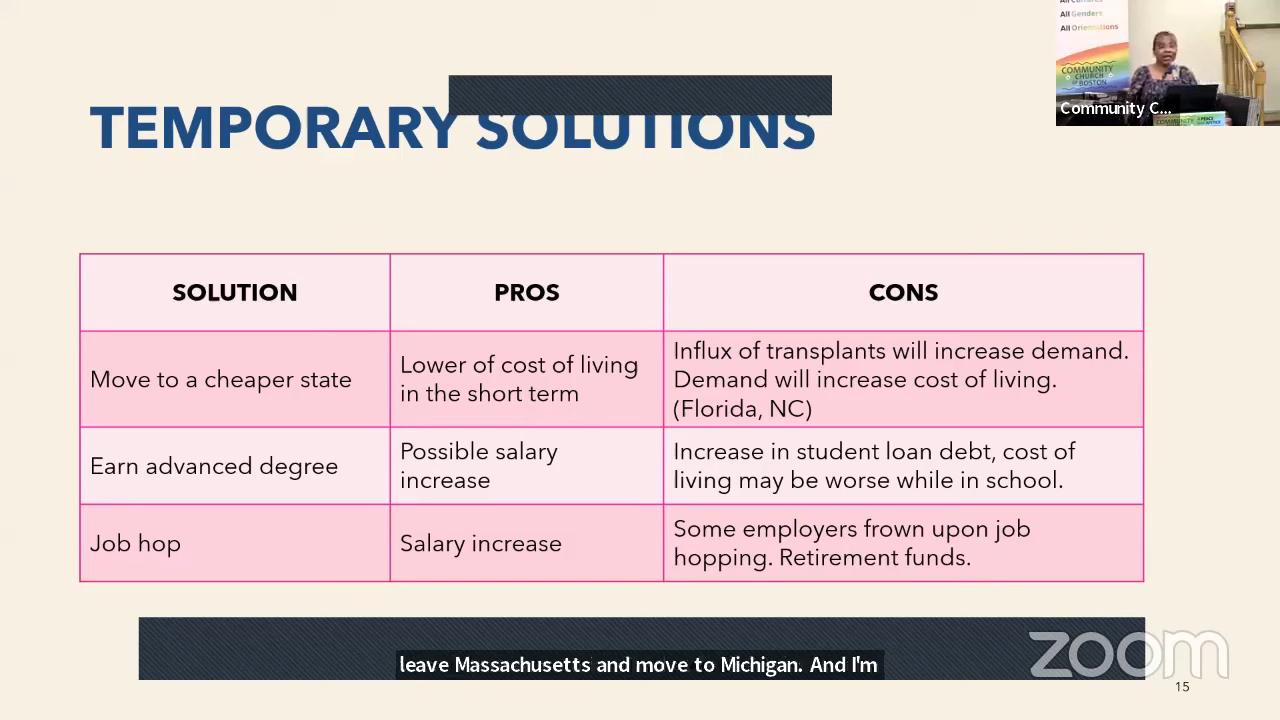 All Genders
All Orientations
COMMUNITY
CHURCH
OF BOSTON
Community C...
TEMPORARY SOLUTIONS
SOLUTION
PROS
CONS
Move to a cheaper state
Lower of cost of living
in the short term
Influx of transplants will increase demand.
Demand will increase cost of living.
(Florida, NC)
Earn advanced degree
Possible salary
increase
Increase in student loan debt, cost of
living may be worse while in school.
Job hop
Salary increase
Some employers frown upon job
hopping. Retirement funds.
leave Massachusetts and move to Michigan. And I'm
zoom
15